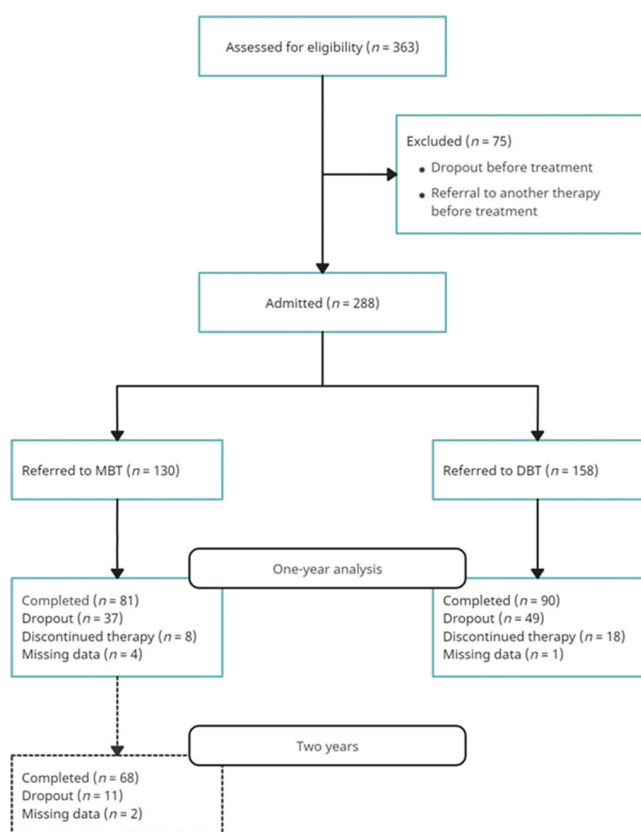 Assessed for eligibility (n = 363)
Excluded (n = 75)
• Dropout before treatment
• Referral to another therapy
before treatment
Admitted (n = 288)
Referred to MBT (n = 130)
Referred to DBT (n = 158)
One-year analysis
Completed (n = 81)
Dropout (n = 37)
Discontinued therapy (n = 8)
Missing data (n = 4)
Completed (n = 90)
Dropout (n = 49)
Discontinued therapy (n = 18)
Missing data (n = 1)
Two years
Completed (n = 68)
Dropout (n = 11)
Missing data (n = 2)